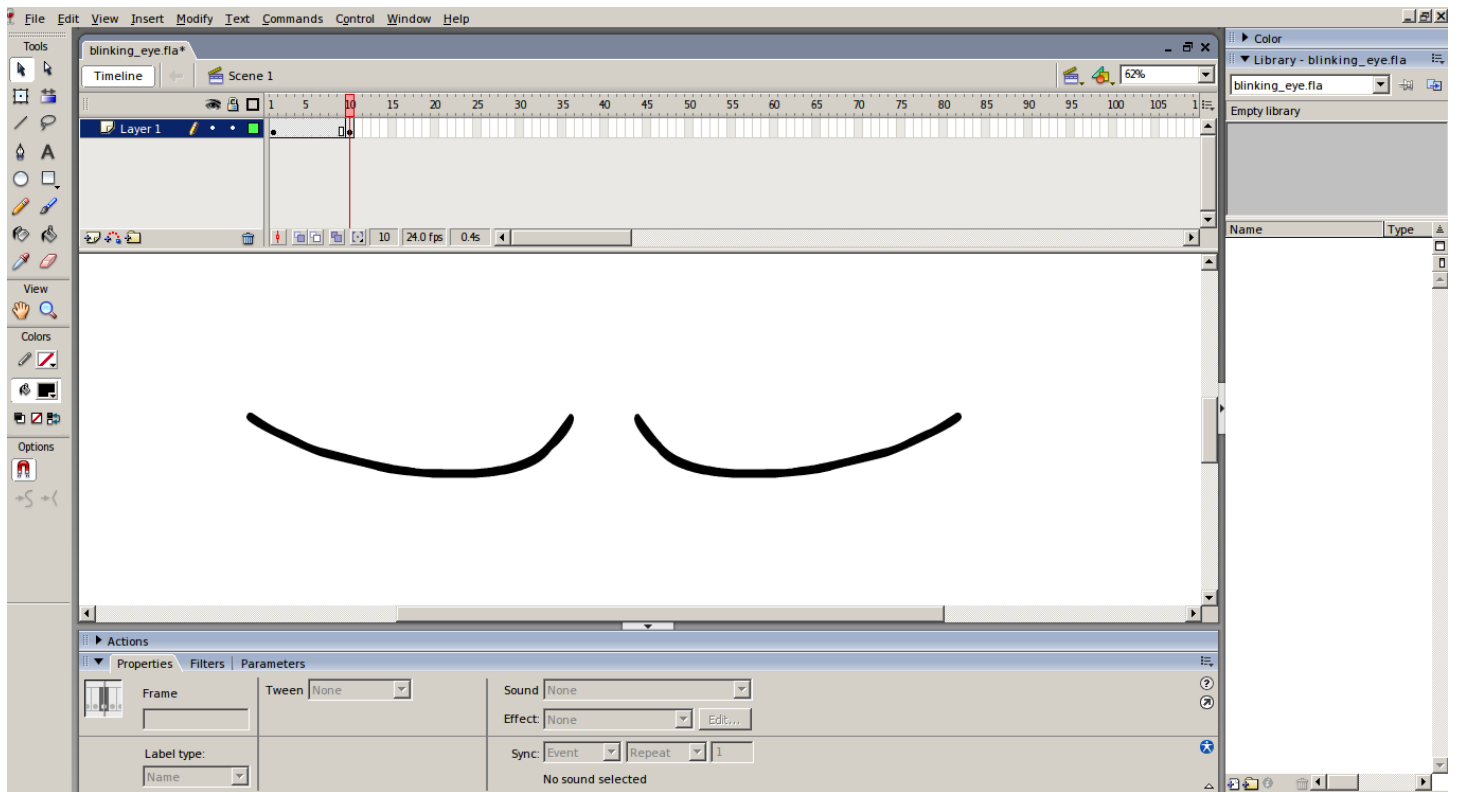 File Edit View Insert Modify Text Commands Control Window Help
Tools
blinking_eye.fla*
Color
Library - blinking_eye.fla
Timeline
Scene 1
62%
blinking_eye.fla
Empty library
1 5 10 15 20 25 30 35 40 45 50 55 60 65 70 75 80 85 90 95 100 105 1
Layer 1
10 24.0 fps 0.4s
Name Type
View
Colors
Options
Actions
Properties Filters Parameters
Frame
Tween None
Sound None
Effect: None Edit...
Label type:
Name
Sync: Event Repeat 1
No sound selected